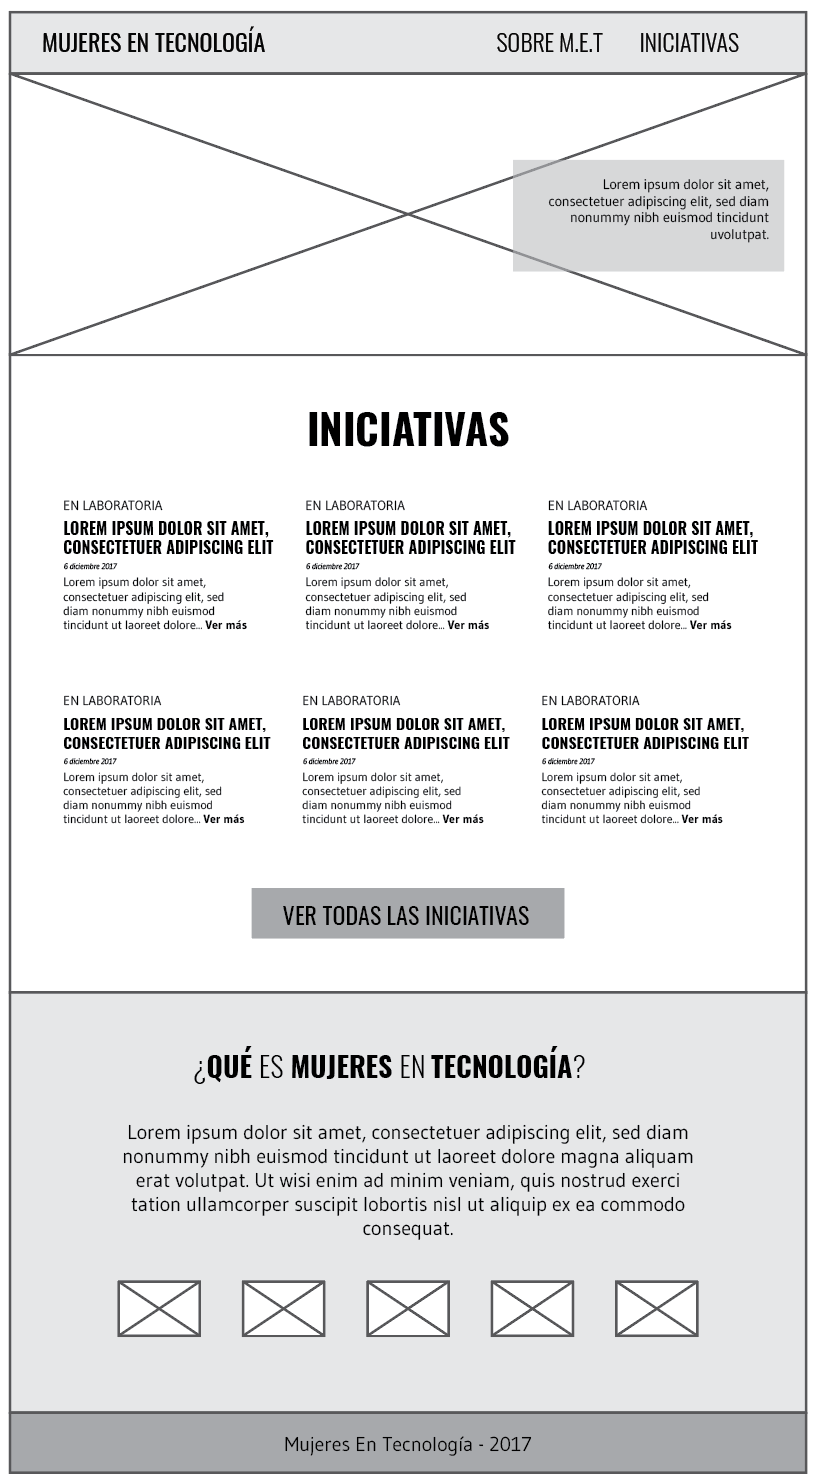 MUJERES EN TECNOLOGÍA SOBRE M.E.T INICIATIVAS
Lorem ipsum dolor sit amet,
consectetuer adipiscing elit, sed diam
nonummy nibh euismod tincidunt
uvolutpat.
INICIATIVAS
EN LABORATORIA
LOREM IPSUM DOLOR SIT AMET,
CONSECTETUER ADIPISCING ELIT
6 diciembre 2017
Lorem ipsum dolor sit amet,
consectetuer adipiscing elit, sed
diam nonummy nibh euismod
tincidunt ut laoreet dolore... Ver más
EN LABORATORIA
LOREM IPSUM DOLOR SIT AMET,
CONSECTETUER ADIPISCING ELIT
6 diciembre 2017
Lorem ipsum dolor sit amet,
consectetuer adipiscing elit, sed
diam nonummy nibh euismod
tincidunt ut laoreet dolore... Ver más
EN LABORATORIA
LOREM IPSUM DOLOR SIT AMET,
CONSECTETUER ADIPISCING ELIT
6 diciembre 2017
Lorem ipsum dolor sit amet,
consectetuer adipiscing elit, sed
diam nonummy nibh euismod
tincidunt ut laoreet dolore... Ver más
EN LABORATORIA
LOREM IPSUM DOLOR SIT AMET,
CONSECTETUER ADIPISCING ELIT
6 diciembre 2017
Lorem ipsum dolor sit amet,
consectetuer adipiscing elit, sed
diam nonummy nibh euismod
tincidunt ut laoreet dolore... Ver más
EN LABORATORIA
LOREM IPSUM DOLOR SIT AMET,
CONSECTETUER ADIPISCING ELIT
6 diciembre 2017
Lorem ipsum dolor sit amet,
consectetuer adipiscing elit, sed
diam nonummy nibh euismod
tincidunt ut laoreet dolore... Ver más
EN LABORATORIA
LOREM IPSUM DOLOR SIT AMET,
CONSECTETUER ADIPISCING ELIT
6 diciembre 2017
Lorem ipsum dolor sit amet,
consectetuer adipiscing elit, sed
diam nonummy nibh euismod
tincidunt ut laoreet dolore... Ver más
VER TODAS LAS INICIATIVAS
¿QUÉ ES MUJERES EN TECNOLOGÍA?
Lorem ipsum dolor sit amet, consectetuer adipiscing elit, sed diam
nonummy nibh euismod tincidunt ut laoreet dolore magna aliquam
erat volutpat. Ut wisi enim ad minim veniam, quis nostrud exerci
tation ullamcorper suscipit lobortis nisl ut aliquip ex ea commodo
consequat.
Mujeres En Tecnología - 2017